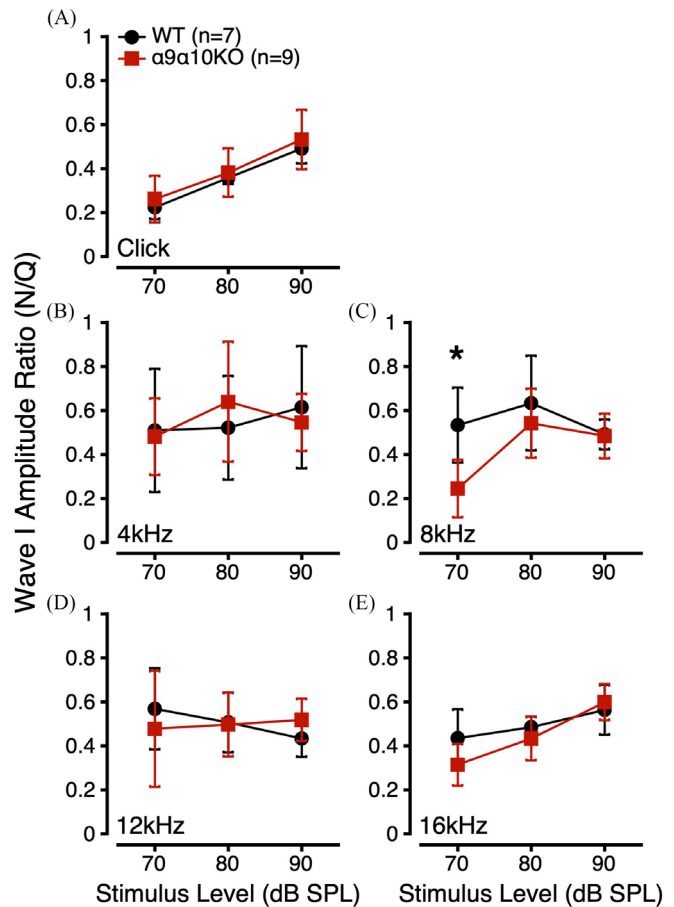 (A)
1
WT (n=7)
α9α10KO (n=9)
0.8
0.6
0.4
0.2
0
Click
70 80 90
Wave I Amplitude Ratio (N/Q)
(B)
1
0.8
0.6
0.4
0.2
0
4kHz
70 80 90
(C)
1
*
0.8
0.6
0.4
0.2
0
8kHz
70 80 90
(D)
1
0.8
0.6
0.4
0.2
0
12kHz
70 80 90
Stimulus Level (dB SPL)
(E)
1
0.8
0.6
0.4
0.2
0
16kHz
70 80 90
Stimulus Level (dB SPL)